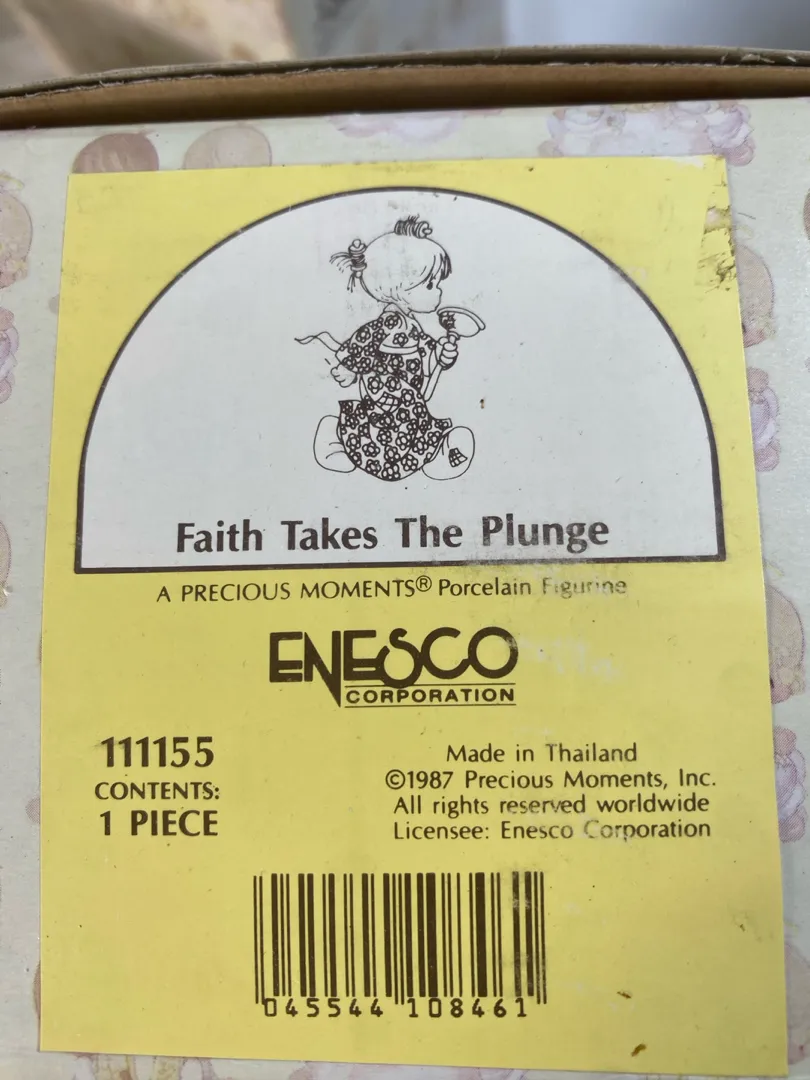 Faith Takes The Plunge
A PRECIOUS MOMENTS® Porcelain Figurine
ENESCO
CORPORATION
111155
CONTENTS:
1 PIECE
Made in Thailand
©1987 Precious Moments, Inc.
All rights reserved worldwide
Licensee: Enesco Corporation
045544 108461